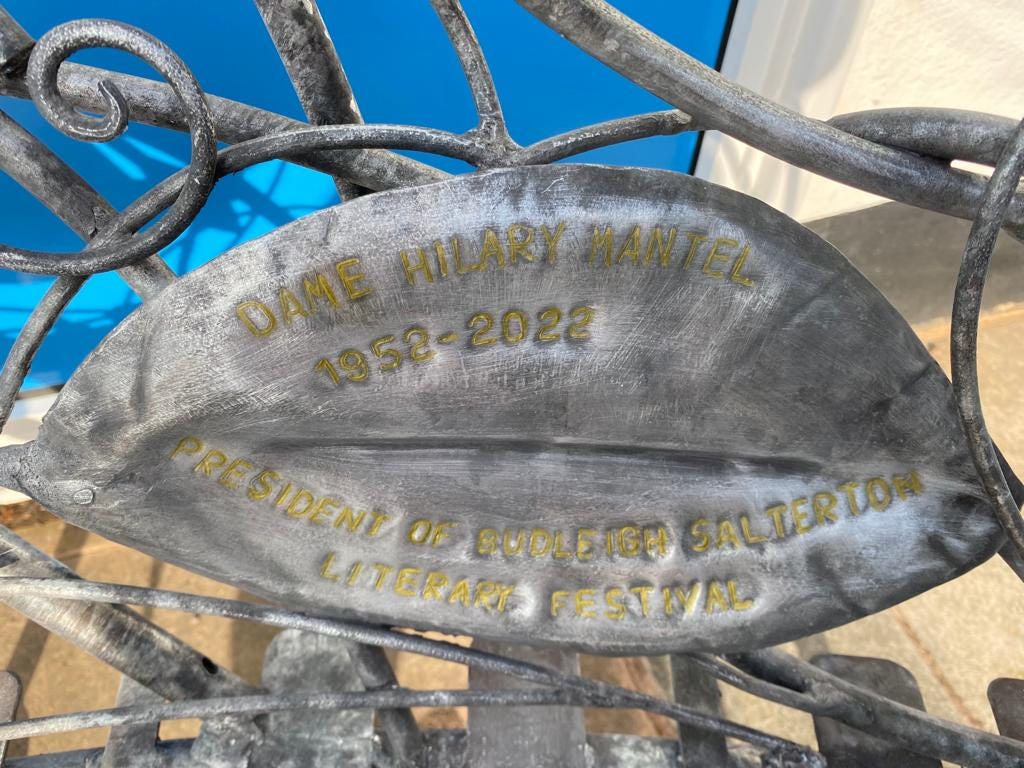 DAME HILARY MANTEL
1952-2022
PRESIDENT OF BUDLEIGH SALTERTON
LITERARY FESTIVAL